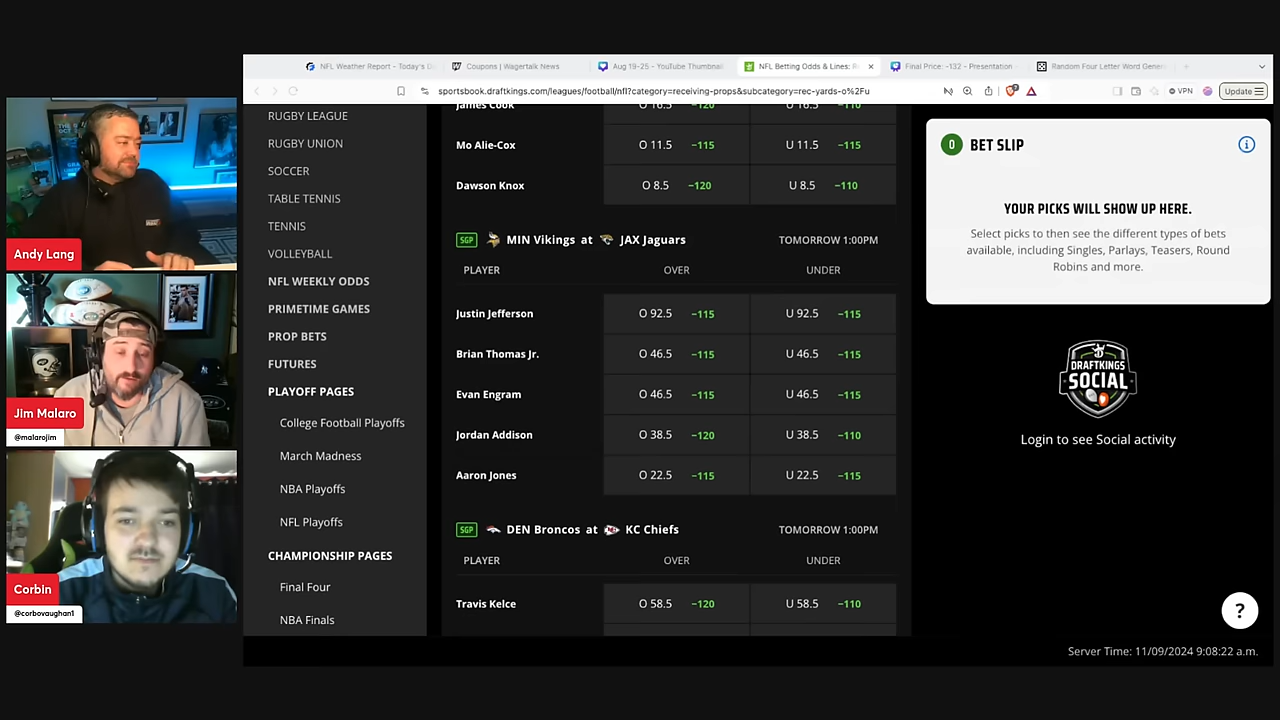 NFL Weather Report - Today's D
Coupons | Wagertalk News
Aug 19-25 - YouTube Thumbnail
NFL Betting Odds & Lines: R
Final Price: -132 - Presentation
Random Four Letter Word Gener
sportsbook.draftkings.com/leagues/football/nfl?category=receiving-props&subcategory=rec-yards-o%2Fu
VPN
Update
Andy Lang
Jim Malaro
@malarojim
Corbin
@corbovaughan1
RUGBY LEAGUE
RUGBY UNION
SOCCER
TABLE TENNIS
TENNIS
VOLLEYBALL
NFL WEEKLY ODDS
PRIMETIME GAMES
PROP BETS
FUTURES
PLAYOFF PAGES
College Football Playoffs
March Madness
NBA Playoffs
NFL Playoffs
CHAMPIONSHIP PAGES
Final Four
NBA Finals
James Cook O 16.5 -120 U 16.5 -110
Mo Alie-Cox O 11.5 -115 U 11.5 -115
Dawson Knox O 8.5 -120 U 8.5 -110
SGP MIN Vikings at JAX Jaguars TOMORROW 1:00PM
PLAYER OVER UNDER
Justin Jefferson O 92.5 -115 U 92.5 -115
Brian Thomas Jr. O 46.5 -115 U 46.5 -115
Evan Engram O 46.5 -115 U 46.5 -115
Jordan Addison O 38.5 -120 U 38.5 -110
Aaron Jones O 22.5 -115 U 22.5 -115
SGP DEN Broncos at KC Chiefs TOMORROW 1:00PM
PLAYER OVER UNDER
Travis Kelce O 58.5 -120 U 58.5 -110
0 BET SLIP
YOUR PICKS WILL SHOW UP HERE.
Select picks to then see the different types of bets
available, including Singles, Parlays, Teasers, Round
Robins and more.
DRAFTKINGS
SOCIAL
Login to see Social activity
?
Server Time: 11/09/2024 9:08:22 a.m.